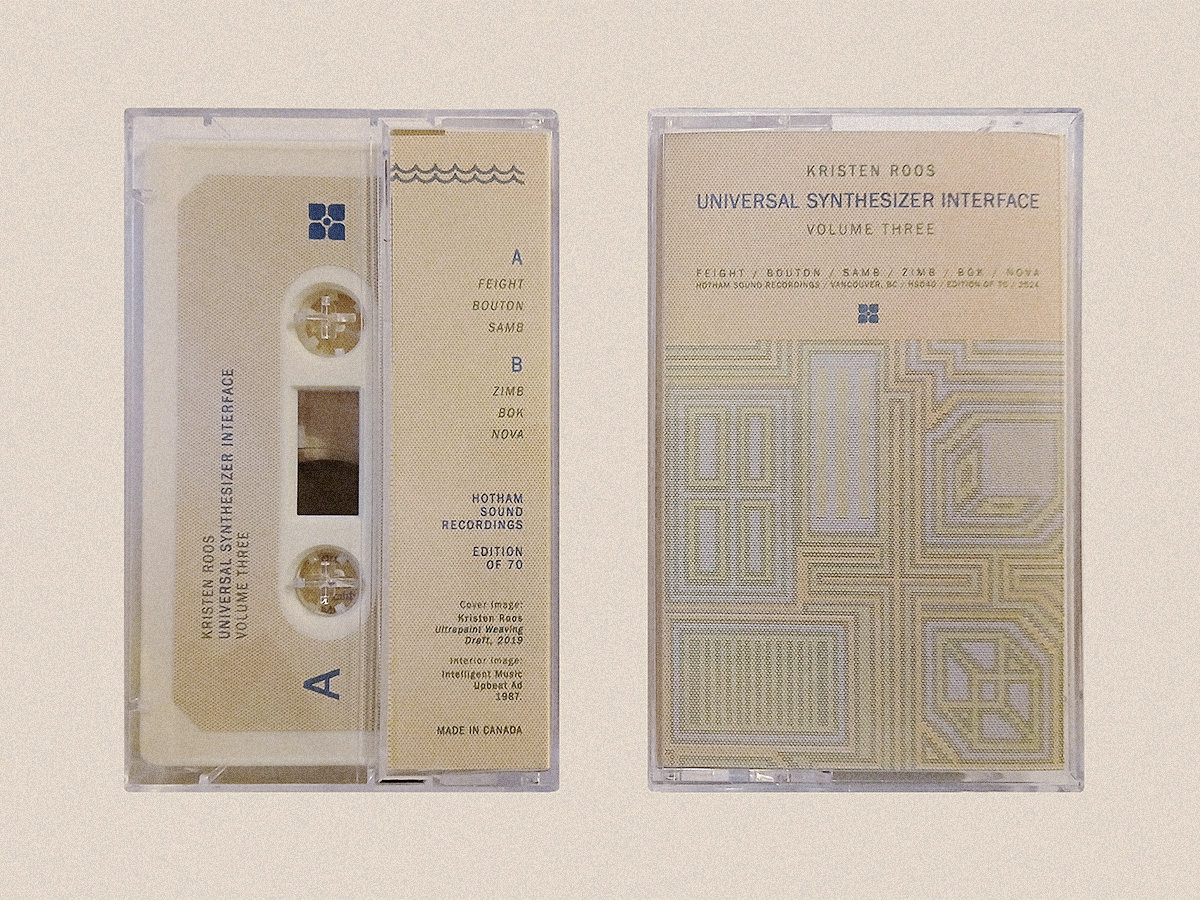 KRISTEN ROOS
UNIVERSAL SYNTHESIZER INTERFACE
VOLUME THREE
A
A
FEIGHT
BOUTON
SAMB
B
ZIMB
BOK
NOVA
HOTHAM
SOUND
RECORDINGS
EDITION
OF 70
Cover image:
Kristen Roos
Ultrapaint Weaving
Draft, 2019
Interior image:
Intelligent Music
Upbeat Ad
1987.
MADE IN CANADA
KRISTEN ROOS
UNIVERSAL SYNTHESIZER INTERFACE
VOLUME THREE
FEIGHT / BOUTON / SAMB / ZIMB / BOK / NOVA
HOTHAM SOUND RECORDINGS / VANCOUVER, BC / HS040 / EDITION OF 70 / 2024